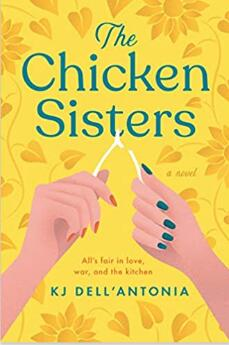 The
Chicken
Sisters
a novel
All's fair in love,
war, and the kitchen
KJ DELL'ANTONIA